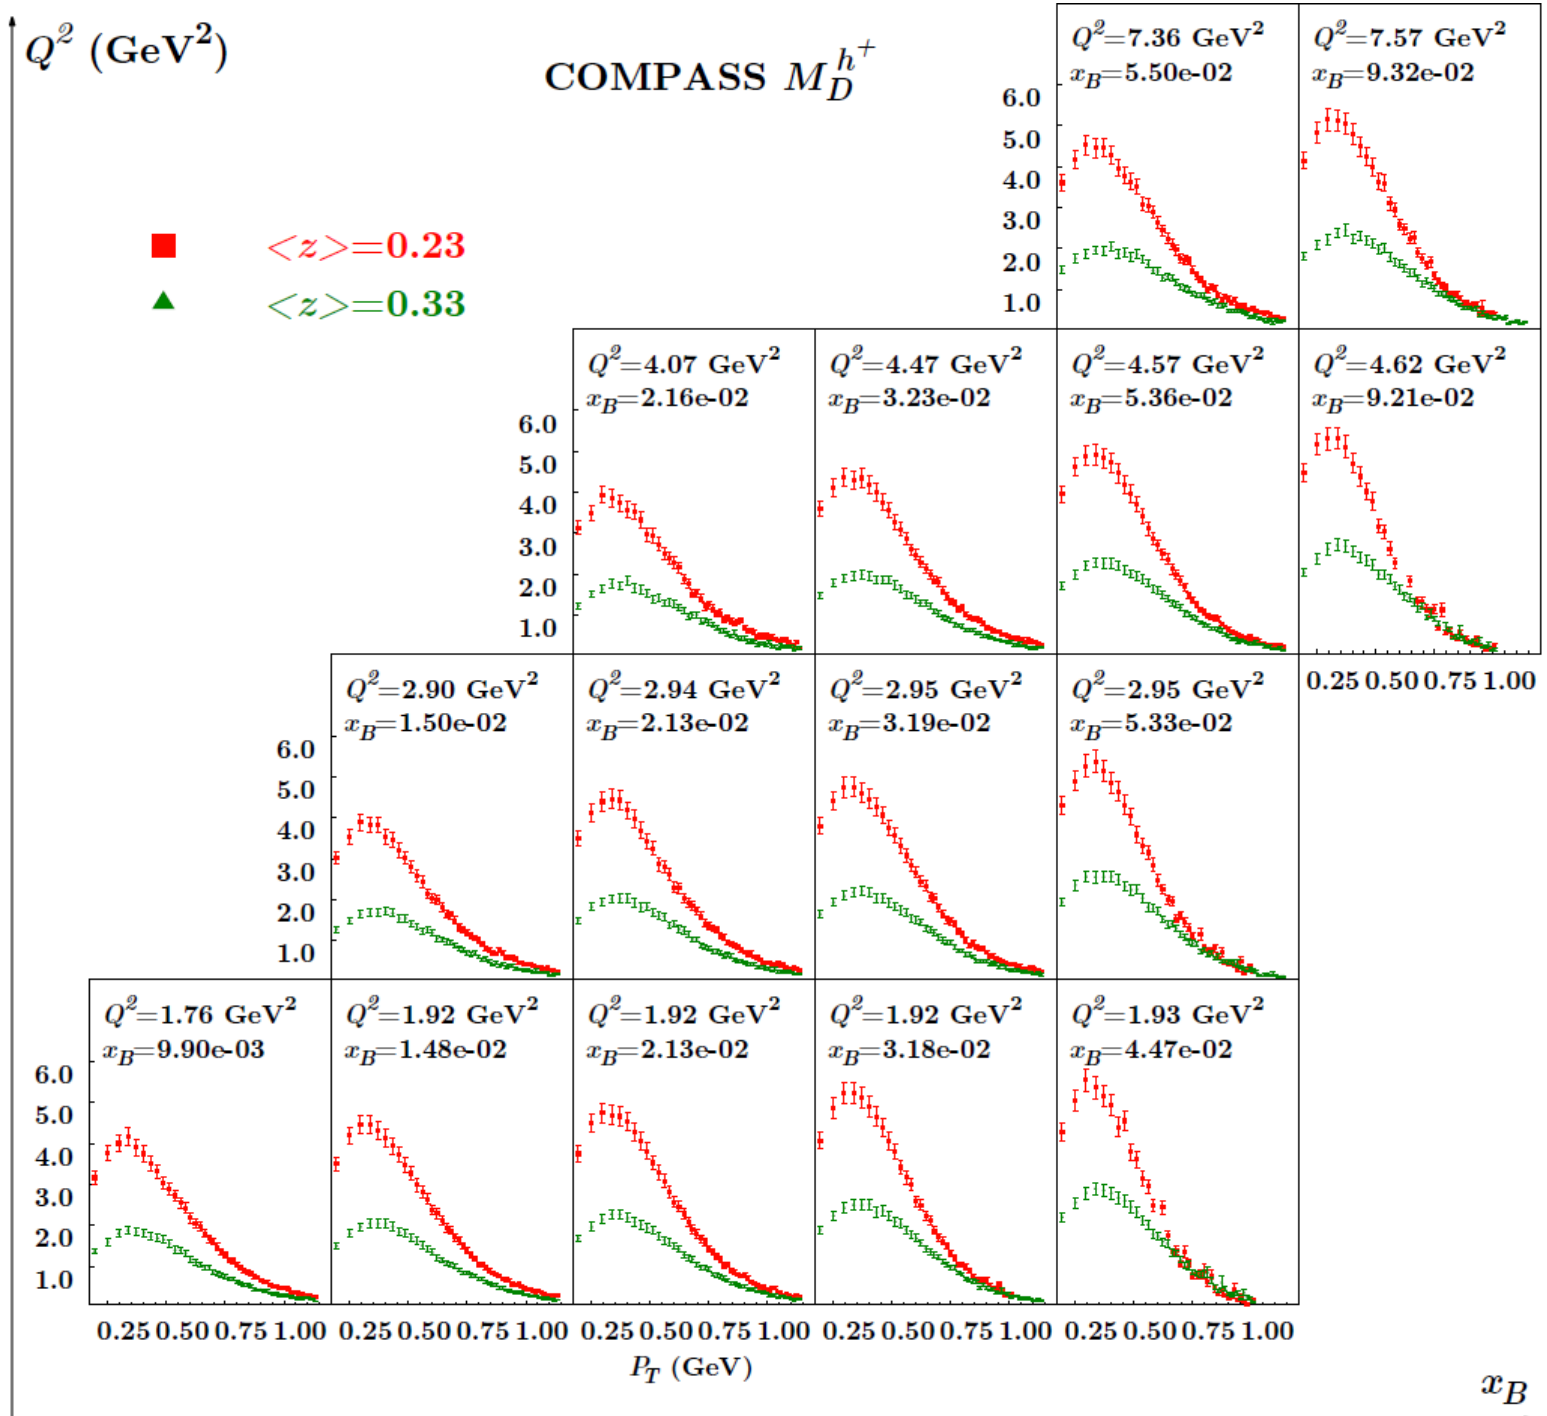 Q² (GeV²)
COMPASS M_D^{h+}
<z>=0.23
<z>=0.33
Q²=7.36 GeV²
x_B=5.50e-02
Q²=7.57 GeV²
x_B=9.32e-02
6.0
5.0
4.0
3.0
2.0
1.0
Q²=4.07 GeV²
x_B=2.16e-02
Q²=4.47 GeV²
x_B=3.23e-02
Q²=4.57 GeV²
x_B=5.36e-02
Q²=4.62 GeV²
x_B=9.21e-02
6.0
5.0
4.0
3.0
2.0
1.0
0.25 0.50 0.75 1.00
Q²=2.90 GeV²
x_B=1.50e-02
Q²=2.94 GeV²
x_B=2.13e-02
Q²=2.95 GeV²
x_B=3.19e-02
Q²=2.95 GeV²
x_B=5.33e-02
6.0
5.0
4.0
3.0
2.0
1.0
Q²=1.76 GeV²
x_B=9.90e-03
Q²=1.92 GeV²
x_B=1.48e-02
Q²=1.92 GeV²
x_B=2.13e-02
Q²=1.92 GeV²
x_B=3.18e-02
Q²=1.93 GeV²
x_B=4.47e-02
6.0
5.0
4.0
3.0
2.0
1.0
0.25 0.50 0.75 1.00 0.25 0.50 0.75 1.00 0.25 0.50 0.75 1.00 0.25 0.50 0.75 1.00 0.25 0.50 0.75 1.00
P_T (GeV)
x_B